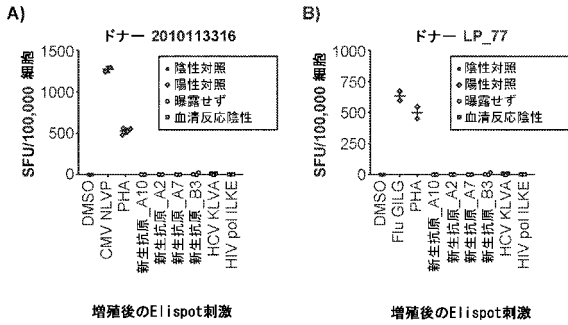 A)
ドナー 2010113316
SFU/100,000 細胞
1500
1000
500
0
陰性対照
陽性対照
曝露せず
血清反応陰性
DMSO
CMV NLVP
PHA
新生抗原_A10
新生抗原_A2
新生抗原_A7
新生抗原_B3
HCV KLVA
HIV pol ILKE
増殖後のElispot刺激
B)
ドナー LP_77
SFU/100,000 細胞
1000
750
500
250
0
陰性対照
陽性対照
曝露せず
血清反応陰性
DMSO
Flu GILG
PHA
新生抗原_A10
新生抗原_A2
新生抗原_A7
新生抗原_B3
HCV KLVA
HIV pol ILKE
増殖後のElispot刺激